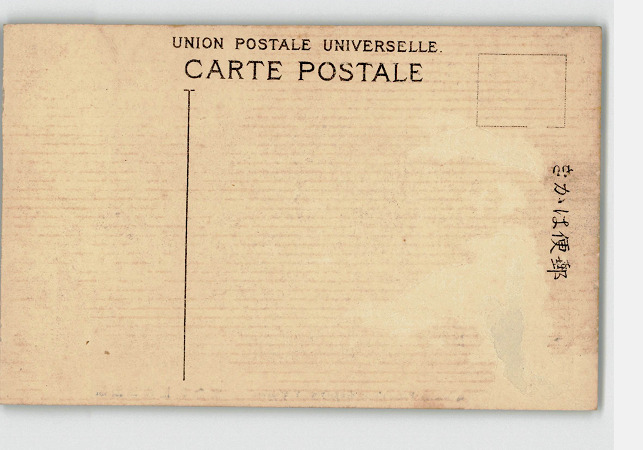 UNION POSTALE UNIVERSELLE.
CARTE POSTALE
郵便はかき